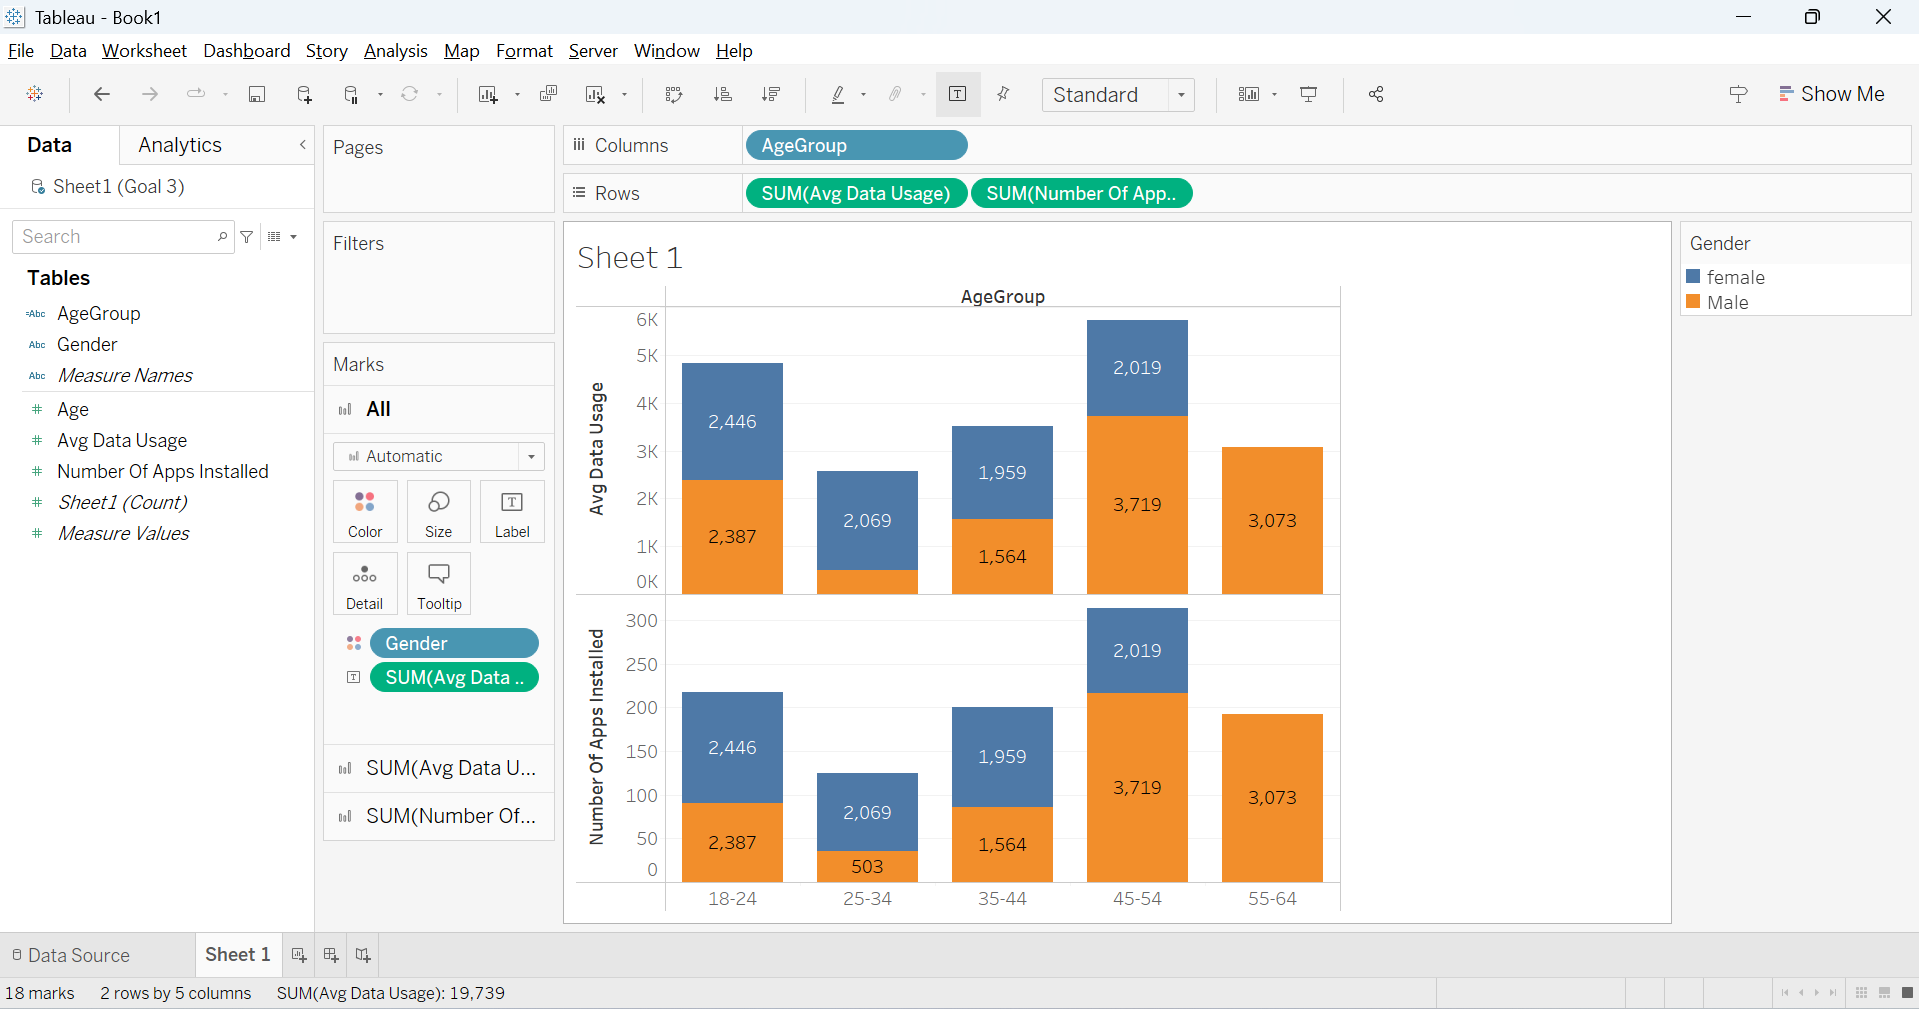 Tableau - Book1
File Data Worksheet Dashboard Story Analysis Map Format Server Window Help
Standard
Show Me
Data
Analytics
Sheet1 (Goal 3)
Search
Tables
Abc AgeGroup
Abc Gender
Abc Measure Names
# Age
# Avg Data Usage
# Number Of Apps Installed
# Sheet1 (Count)
# Measure Values
Pages
Filters
Marks
All
Automatic
Color Size T Label
Detail Tooltip
Gender
T SUM(Avg Data ..
SUM(Avg Data U...
SUM(Number Of...
Columns AgeGroup
Rows SUM(Avg Data Usage) SUM(Number Of App..
Sheet 1
AgeGroup
Avg Data Usage
6K
5K
4K
3K
2K
1K
0K
2,446
2,387
2,069
1,959
1,564
2,019
3,719
3,073
Number Of Apps Installed
300
250
200
150
100
50
0
2,446
2,387
2,069
503
1,959
1,564
2,019
3,719
3,073
18-24 25-34 35-44 45-54 55-64
Gender
female
Male
Data Source
Sheet 1
18 marks 2 rows by 5 columns SUM(Avg Data Usage): 19,739